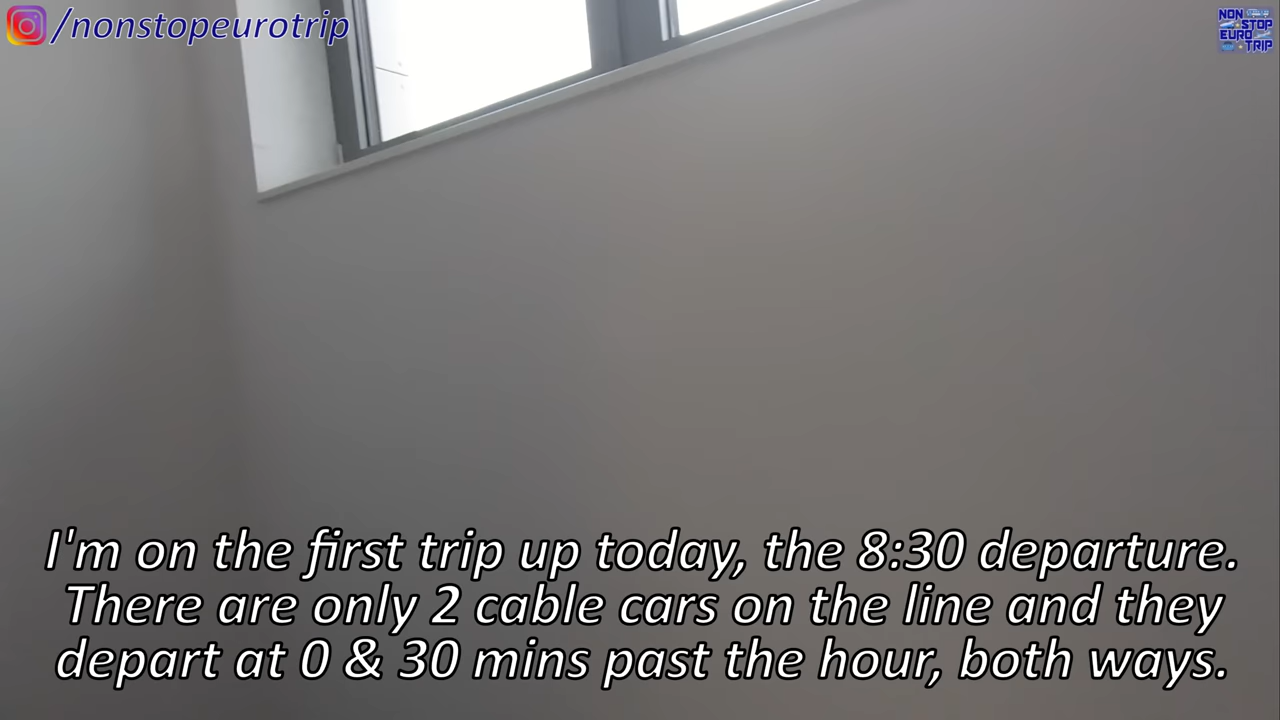 /nonstopeurotrip
NON
STOP
EURO
TRIP
I'm on the first trip up today, the 8:30 departure.
There are only 2 cable cars on the line and they
depart at 0 & 30 mins past the hour, both ways.